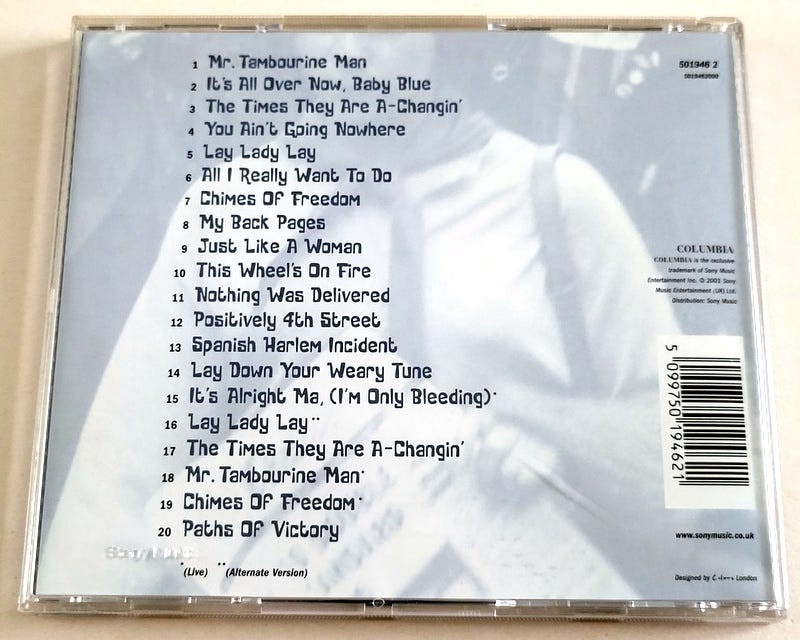 1 Mr. Tambourine Man
2 It's All Over Now, Baby Blue
3 The Times They Are A-Changin'
4 You Ain't Going Nowhere
5 Lay Lady Lay
6 All I Really Want To Do
7 Chimes Of Freedom
8 My Back Pages
9 Just Like A Woman
10 This Wheel's On Fire
11 Nothing Was Delivered
12 Positively 4th Street
13 Spanish Harlem Incident
14 Lay Down Your Weary Tune
15 It's Alright Ma, (I'm Only Bleeding)*
16 Lay Lady Lay**
17 The Times They Are A-Changin'
18 Mr. Tambourine Man*
19 Chimes Of Freedom*
20 Paths Of Victory
*(Live) **(Alternate Version)
501946 2
5019462000
COLUMBIA
COLUMBIA is the exclusive
trademark of Sony Music
Entertainment Inc. © 2001 Sony
Music Entertainment (UK) Ltd.
Distribution: Sony Music
5 099750 194621
www.sonymusic.co.uk
Designed by London
Sony Music